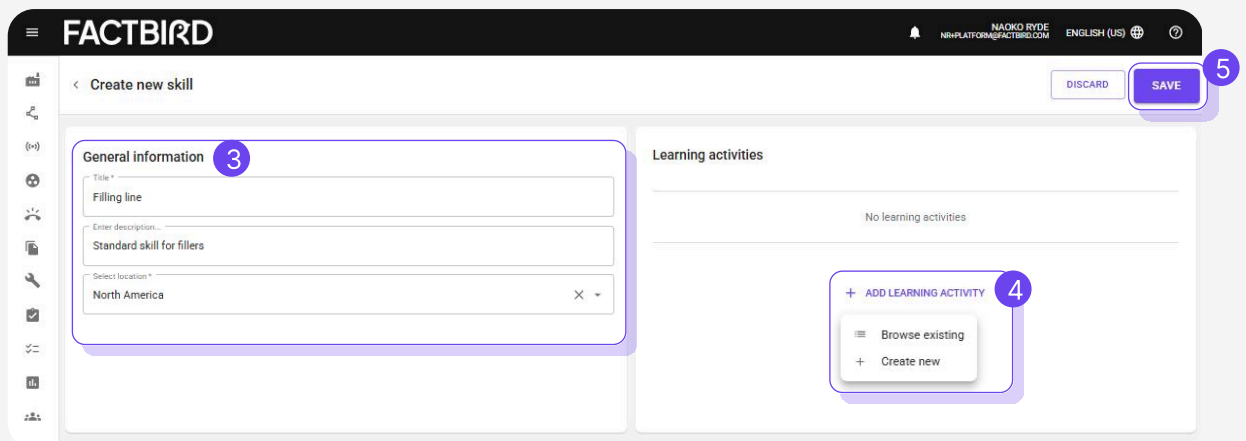 FACTBIRD
NAOKO RYDE
NR+PLATFORM@FACTBIRD.COM
ENGLISH (US)
Create new skill
DISCARD
SAVE
5
General information
3
Title *
Filling line
Enter description...
Standard skill for fillers
Select location *
North America
Learning activities
No learning activities
+ ADD LEARNING ACTIVITY
4
Browse existing
+ Create new